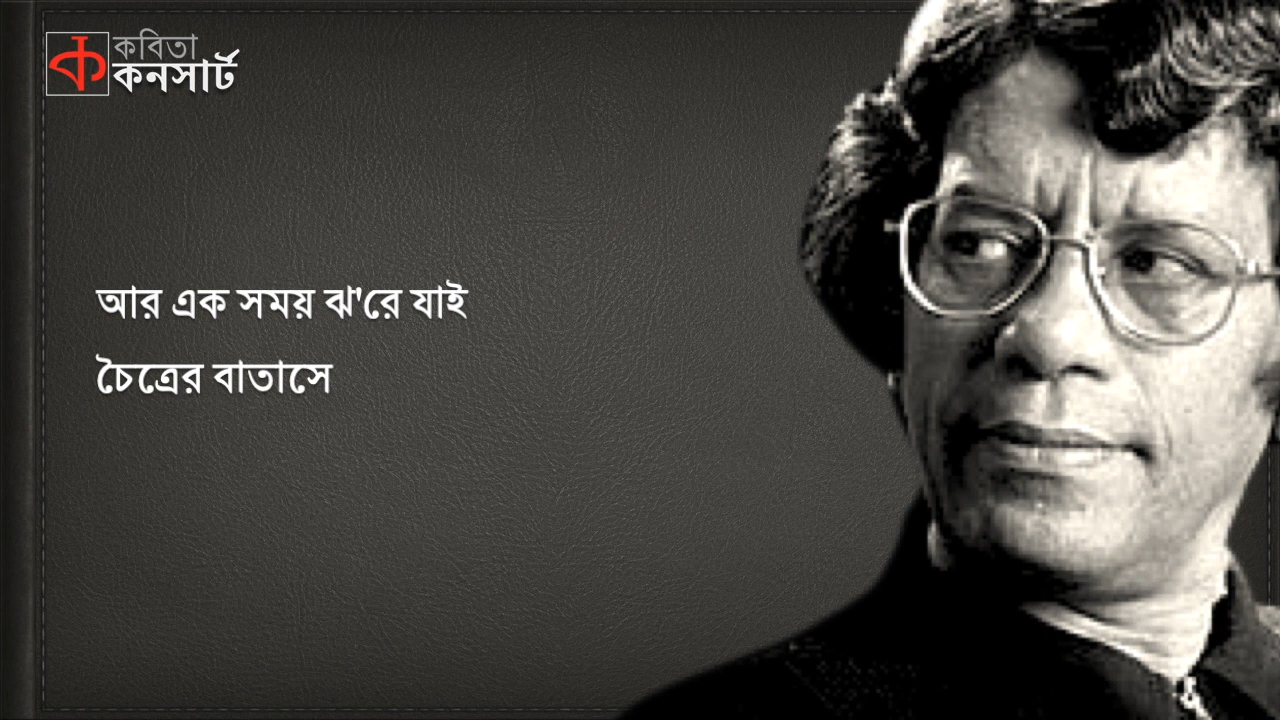 ক
কবিতা
কনসার্ট
আর এক সময় ঝ'রে যাই
চৈত্রের বাতাসে